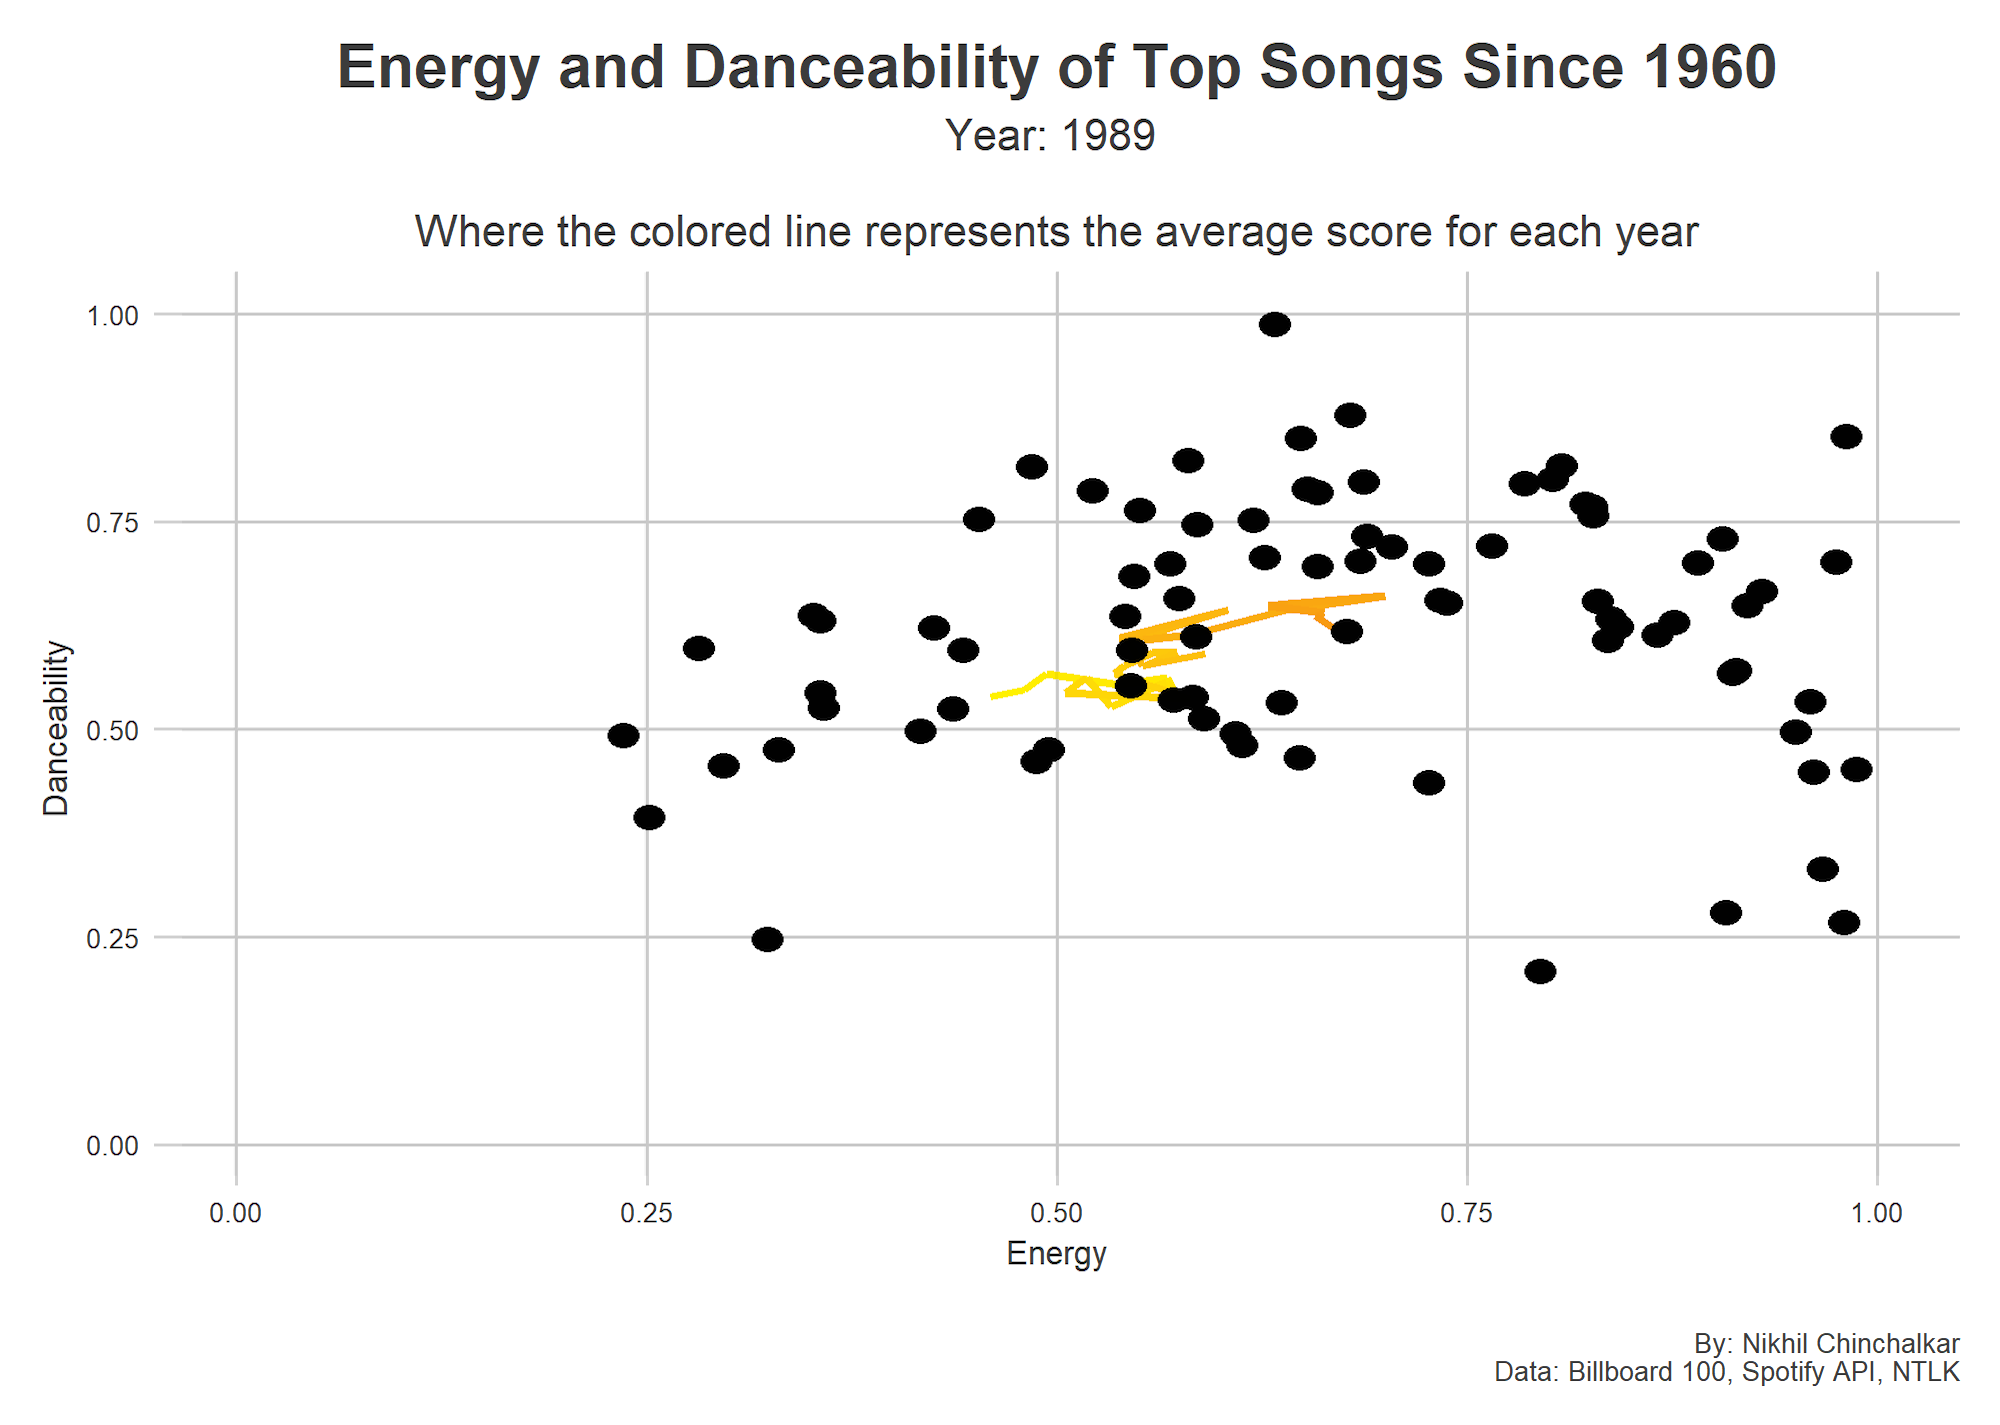 Energy and Danceability of Top Songs Since 1960
Year: 1989
Where the colored line represents the average score for each year
1.00
0.75
0.50
0.25
0.00
Danceability
0.00 0.25 0.50 0.75 1.00
Energy
By: Nikhil Chinchalkar
Data: Billboard 100, Spotify API, NTLK